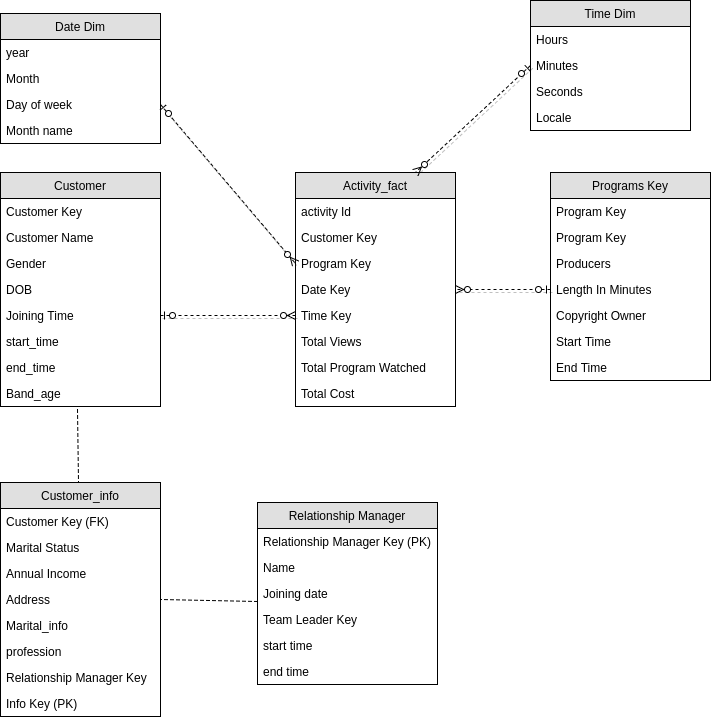 Date Dim
year
Month
Day of week
Month name
Time Dim
Hours
Minutes
Seconds
Locale
Customer
Customer Key
Customer Name
Gender
DOB
Joining Time
start_time
end_time
Band_age
Activity_fact
activity Id
Customer Key
Program Key
Date Key
Time Key
Total Views
Total Program Watched
Total Cost
Programs Key
Program Key
Program Key
Producers
Length In Minutes
Copyright Owner
Start Time
End Time
Customer_info
Customer Key (FK)
Marital Status
Annual Income
Address
Marital_info
profession
Relationship Manager Key
Info Key (PK)
Relationship Manager
Relationship Manager Key (PK)
Name
Joining date
Team Leader Key
start time
end time